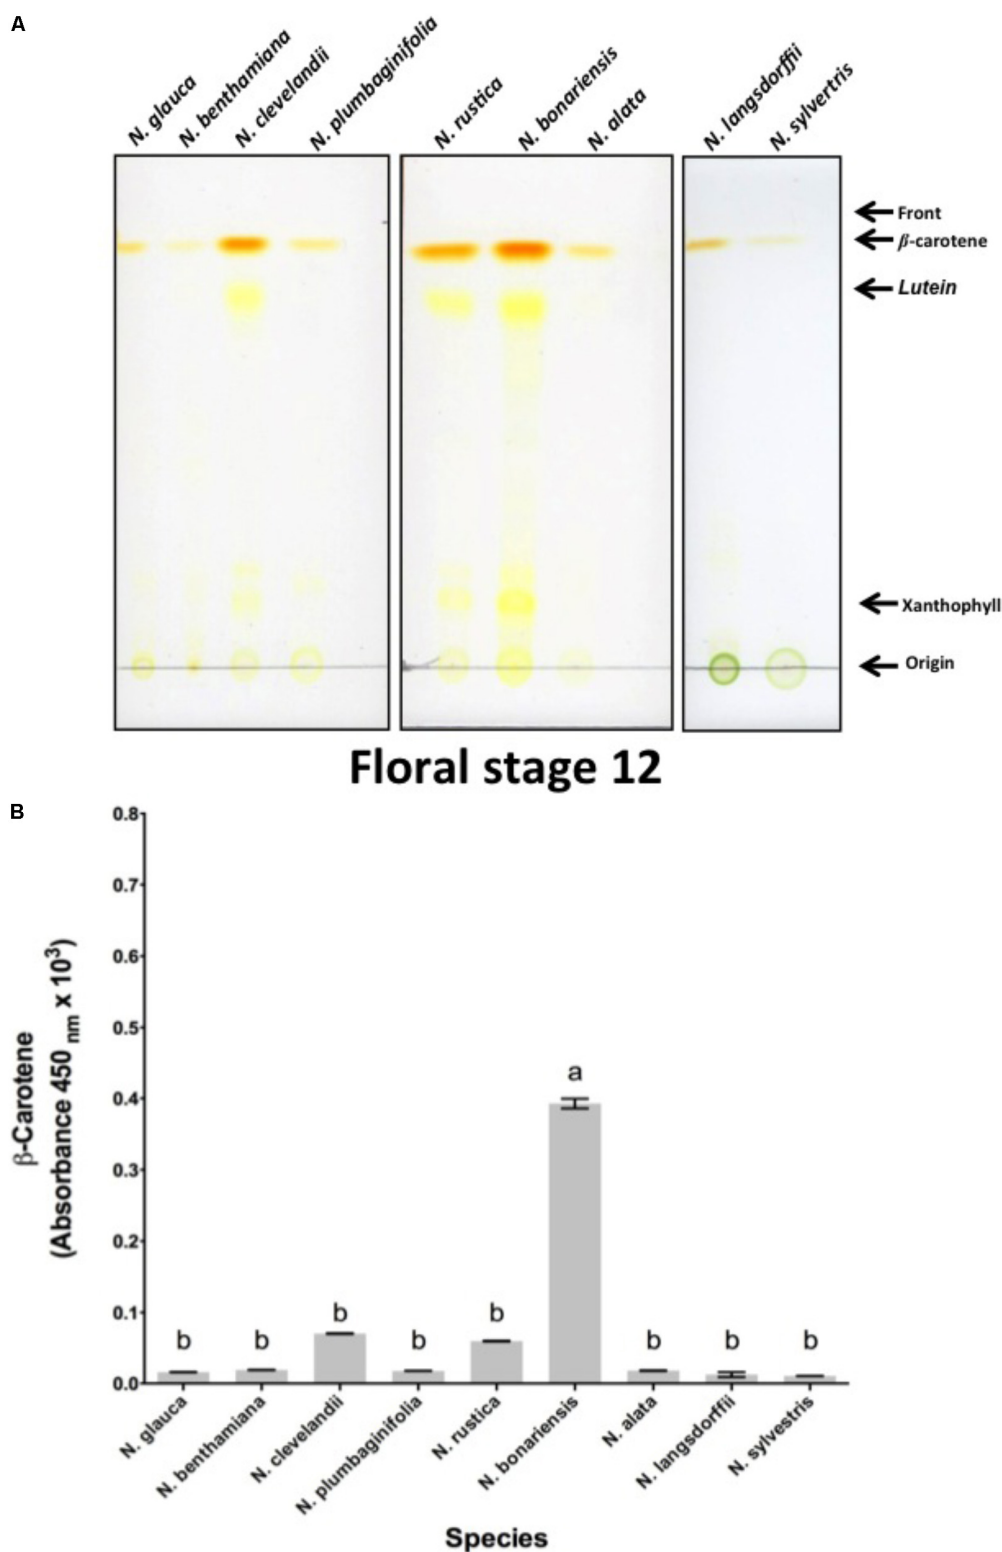 A
N. glauca
N. benthamiana
N. clevelandii
N. plumbaginifolia
N. rustica
N. bonariensis
N. alata
N. langsdorffii
N. sylvertris
Front
β-carotene
Lutein
Xanthophyll
Origin
Floral stage 12
B
β-Carotene
(Absorbance 450 nm x 10³)
0.8
0.7
0.6
0.5
0.4
0.3
0.2
0.1
0.0
b
b
b
b
b
a
b
b
b
N. glauca
N. benthamiana
N. clevelandii
N. plumbaginifolia
N. rustica
N. bonariensis
N. alata
N. langsdorffii
N. sylvestris
Species